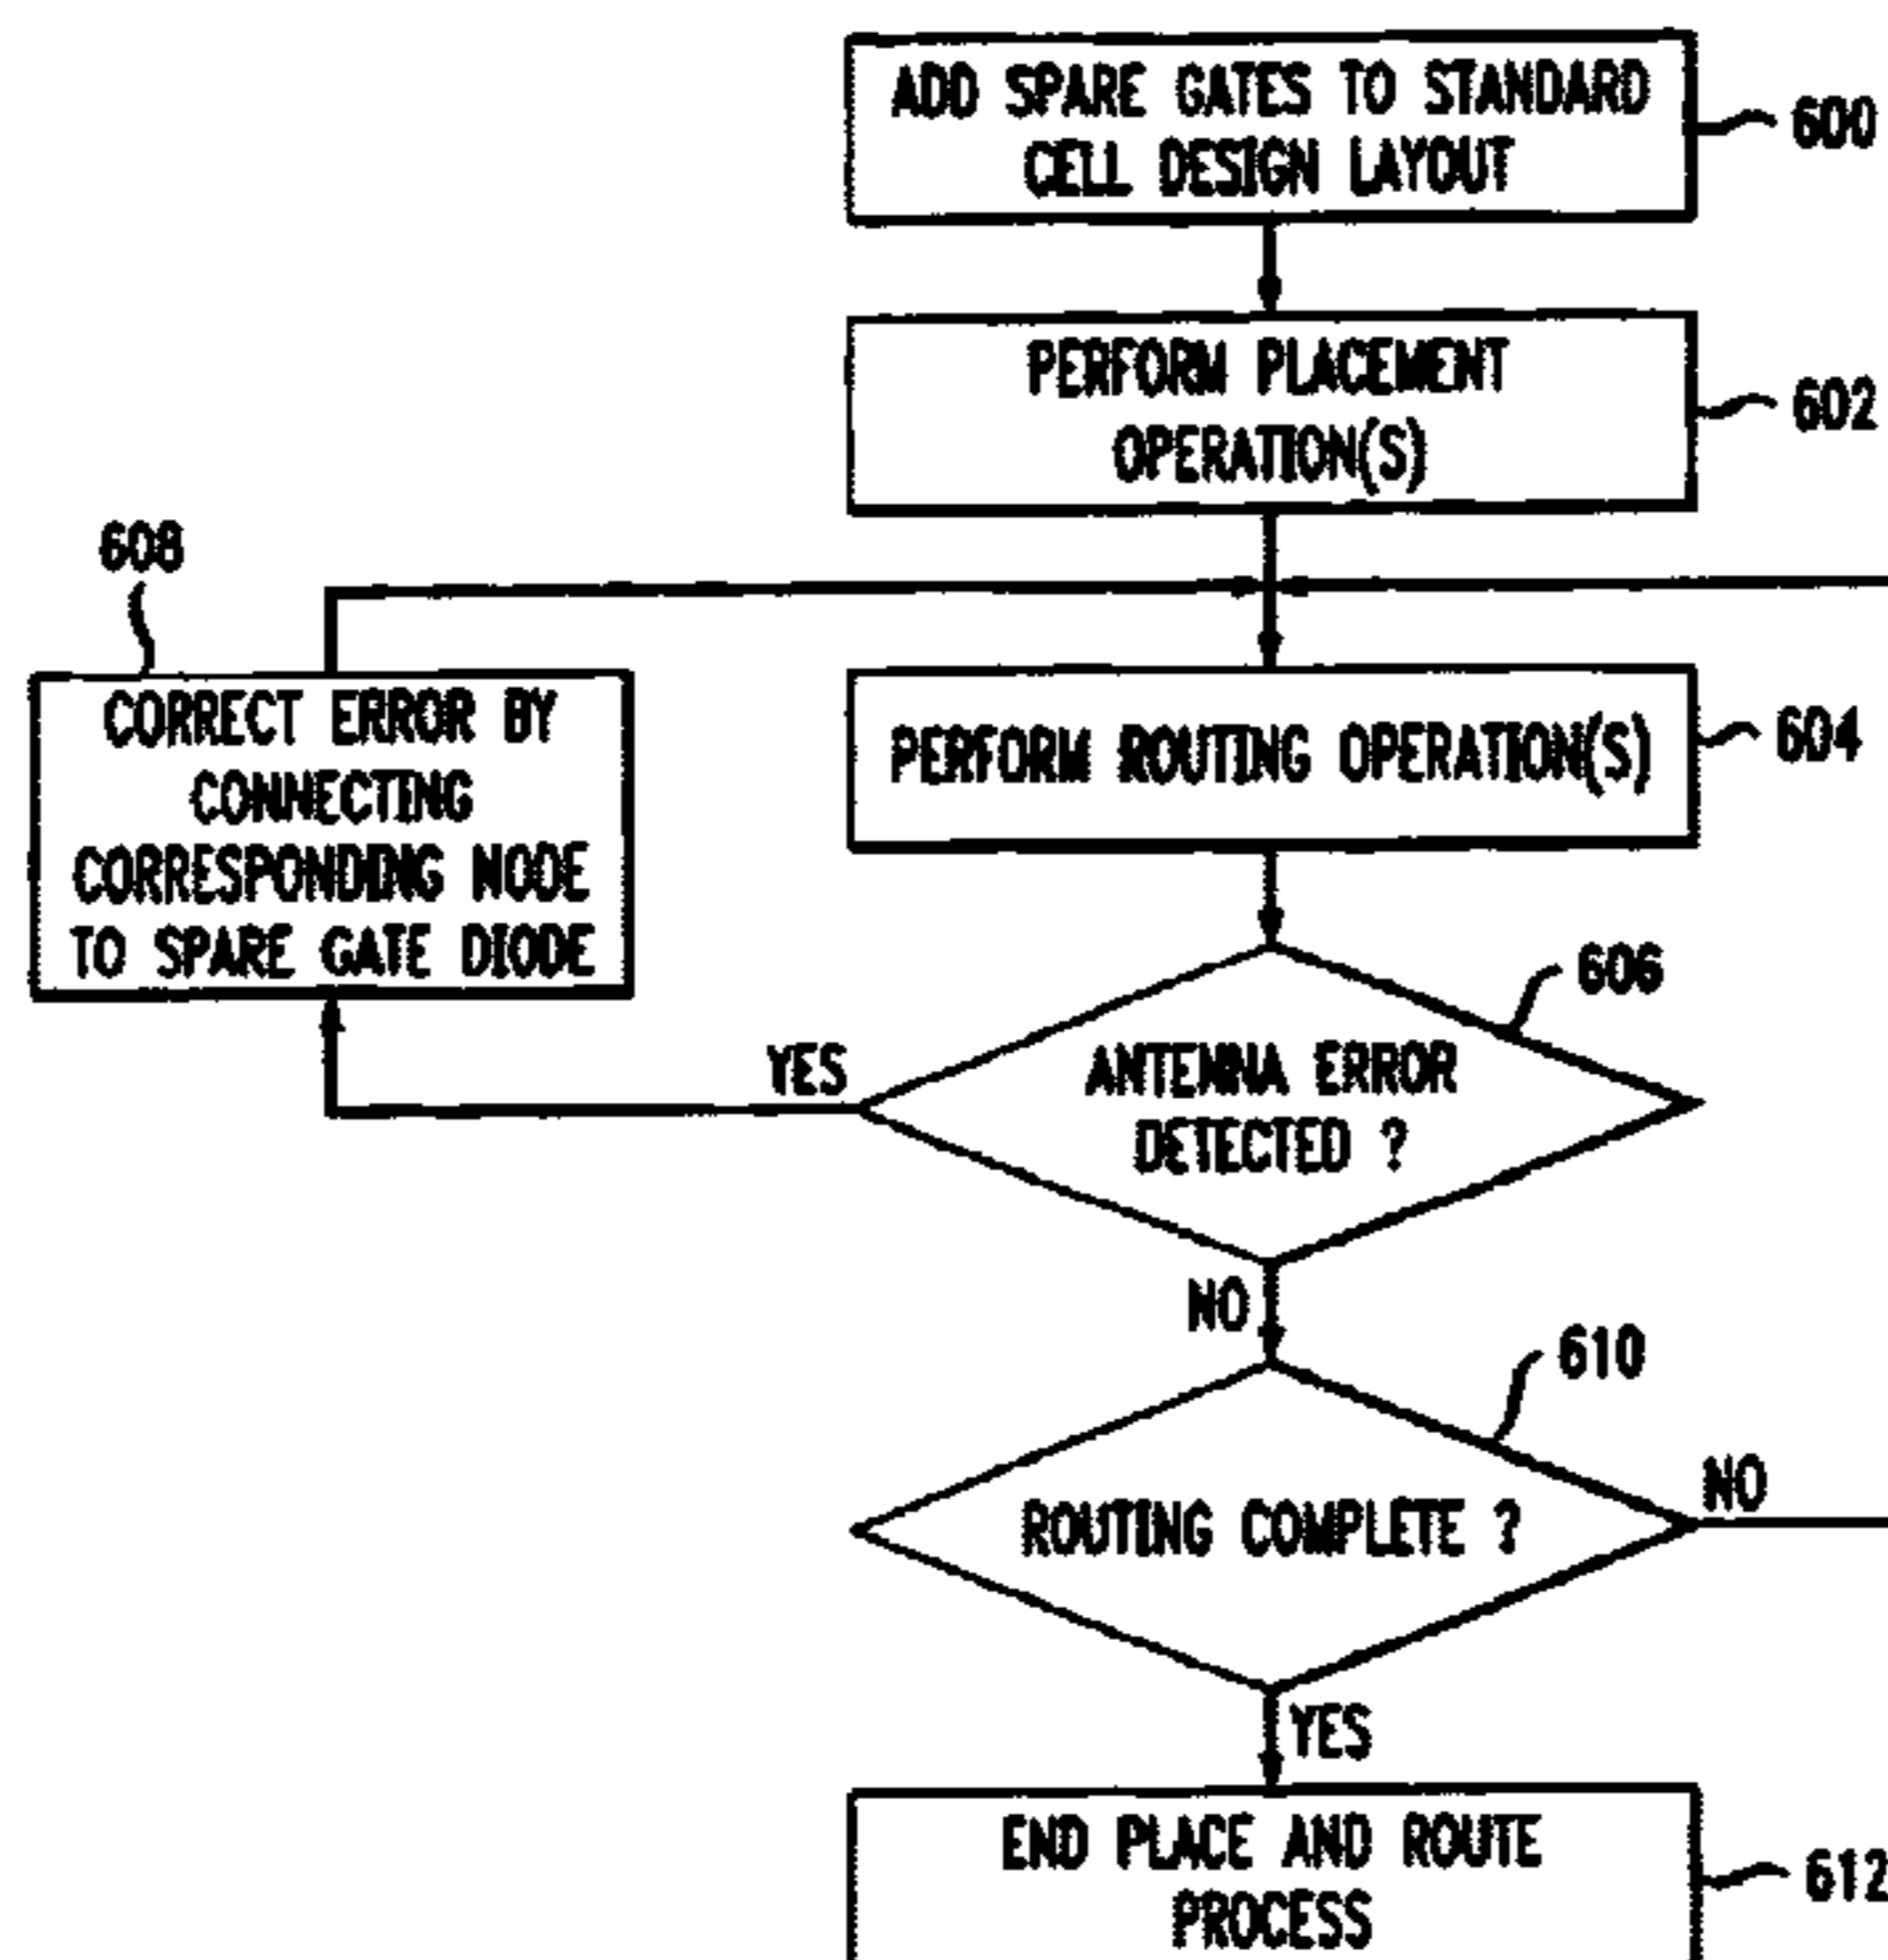 ADD SPARE GATES TO STANDARD
CELL DESIGN LAYOUT
600
PERFORM PLACEMENT
OPERATION(S)
602
608
CORRECT ERROR BY
CONNECTING
CORRESPONDING NODE
TO SPARE GATE DIODE
PERFORM ROUTING OPERATION(S)
604
606
YES
ANTENNA ERROR
DETECTED ?
NO
610
ROUTING COMPLETE ?
NO
YES
END PLACE AND ROUTE
PROCESS
612